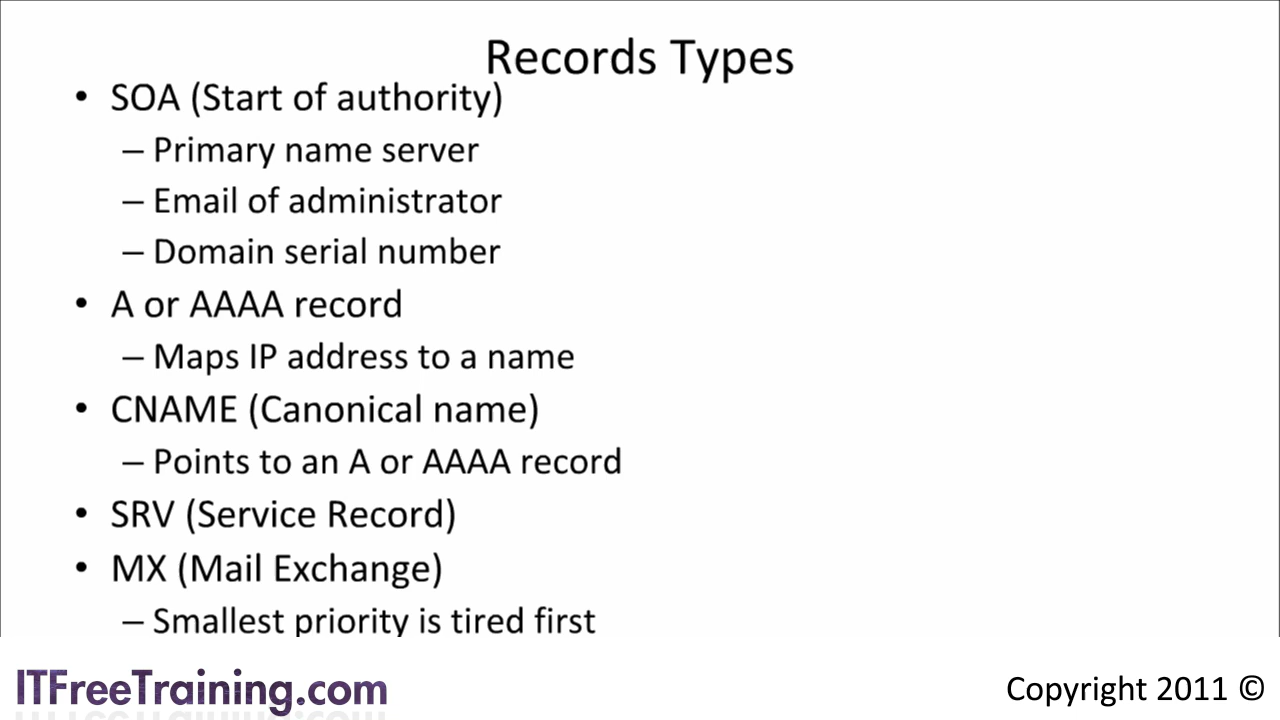 Records Types
• SOA (Start of authority)
– Primary name server
– Email of administrator
– Domain serial number
• A or AAAA record
– Maps IP address to a name
• CNAME (Canonical name)
– Points to an A or AAAA record
• SRV (Service Record)
• MX (Mail Exchange)
– Smallest priority is tired first
ITFreeTraining.com
Copyright 2011 ©